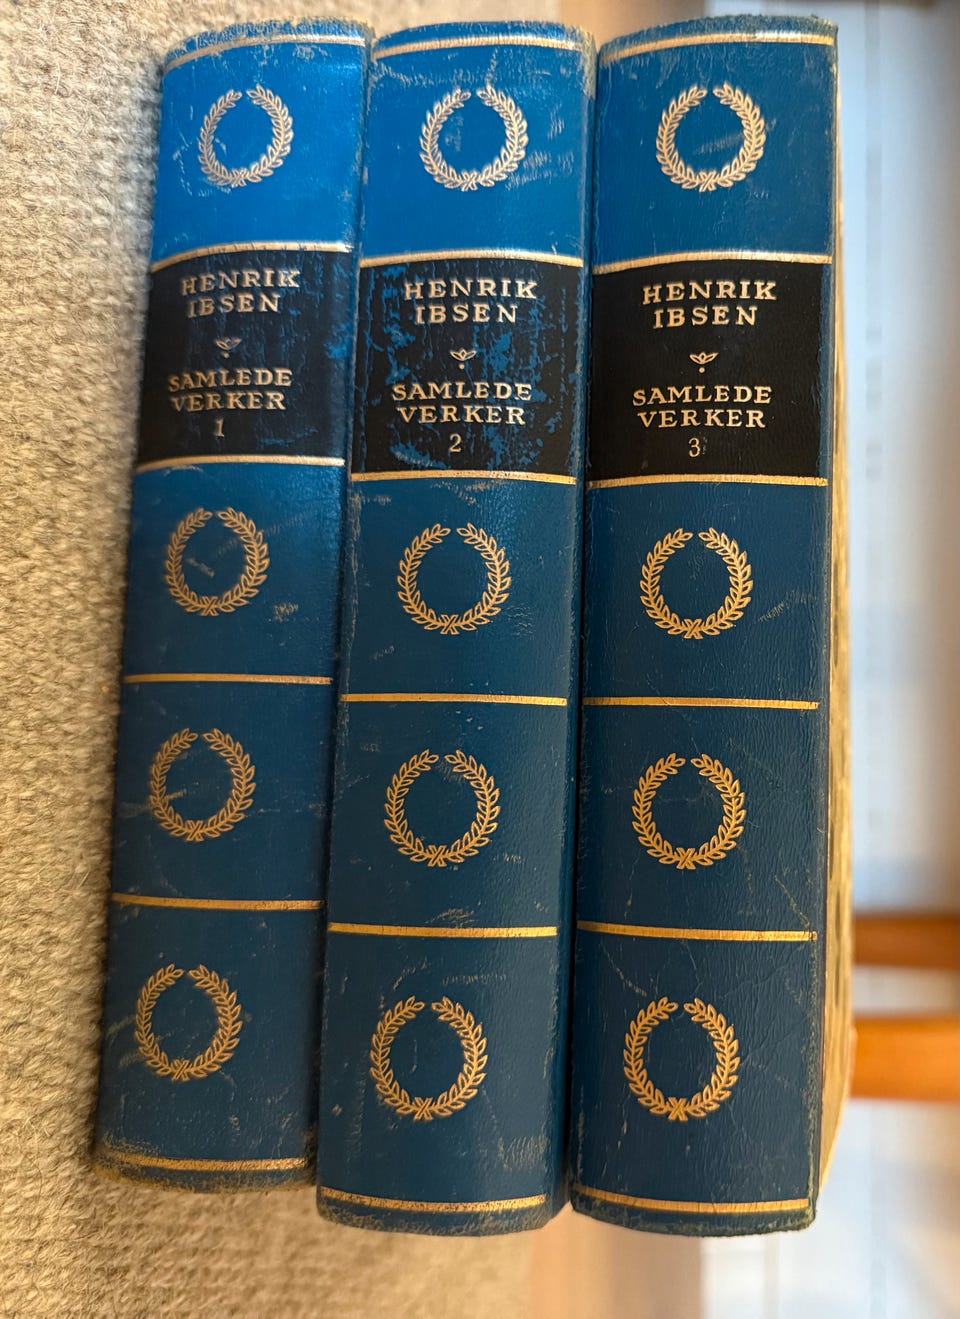 HENRIK
IBSEN
SAMLEDE
VERKER
1
HENRIK
IBSEN
SAMLEDE
VERKER
2
HENRIK
IBSEN
SAMLEDE
VERKER
3